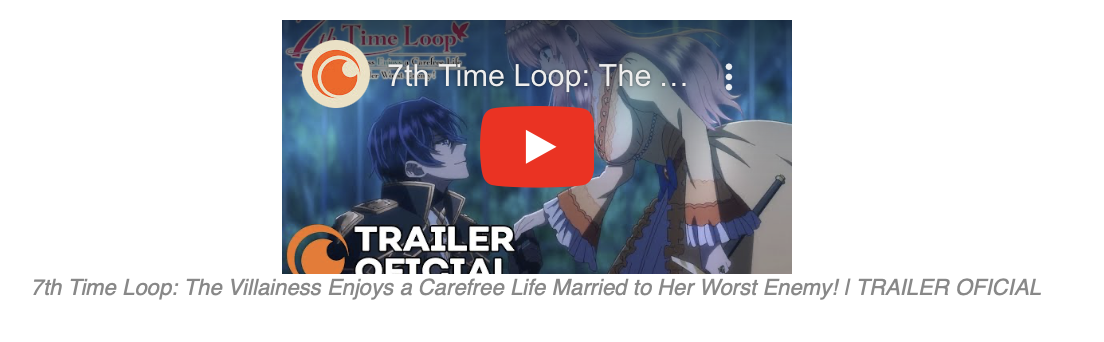 7th Time Loop
7th Time Loop: The ...
TRAILER
OFICIAL
7th Time Loop: The Villainess Enjoys a Carefree Life Married to Her Worst Enemy! | TRAILER OFICIAL